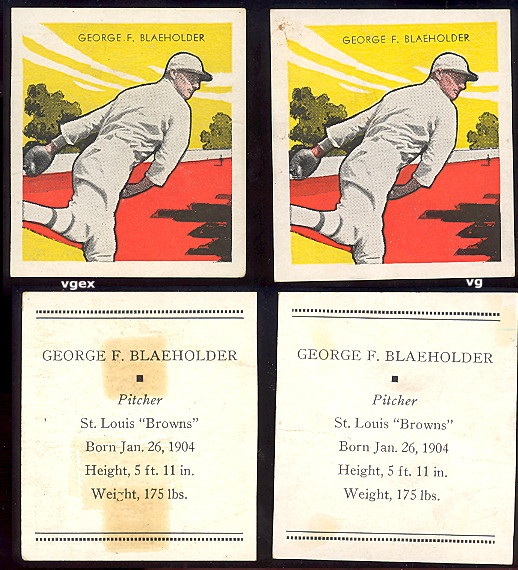 GEORGE F. BLAEHOLDER
GEORGE F. BLAEHOLDER
vgex
vg
GEORGE F. BLAEHOLDER
Pitcher
St. Louis "Browns"
Born Jan. 26, 1904
Height, 5 ft. 11 in.
Weight, 175 lbs.
GEORGE F. BLAEHOLDER
Pitcher
St. Louis "Browns"
Born Jan. 26, 1904
Height, 5 ft. 11 in.
Weight, 175 lbs.